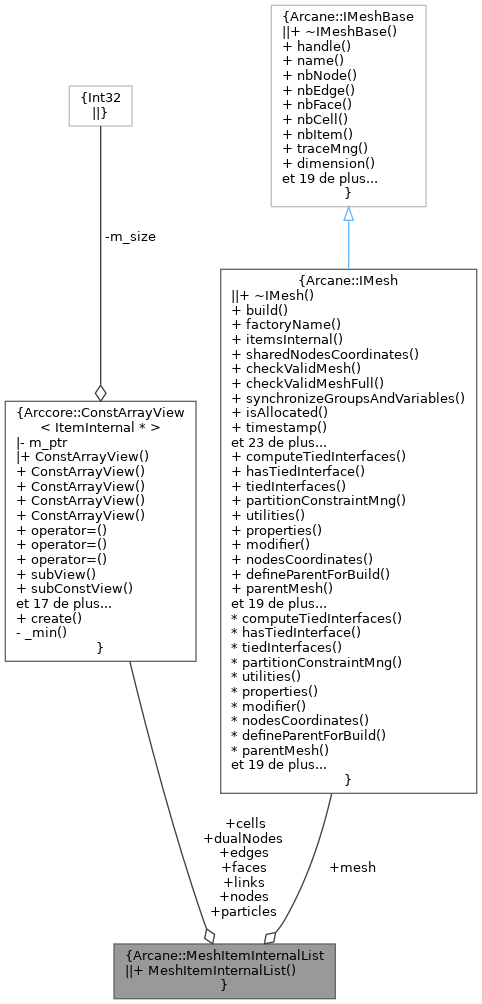 {Arcane::IMeshBase
||+ ~IMeshBase()
+ handle()
+ name()
+ nbNode()
+ nbEdge()
+ nbFace()
+ nbCell()
+ nbItem()
+ traceMng()
+ dimension()
et 19 de plus...
}
{Int32
||}
-m_size
{Arcane::IMesh
||+ ~IMesh()
+ build()
+ factoryName()
+ itemsInternal()
+ sharedNodesCoordinates()
+ checkValidMesh()
+ checkValidMeshFull()
+ synchronizeGroupsAndVariables()
+ isAllocated()
+ timestamp()
et 23 de plus...
+ computeTiedInterfaces()
+ hasTiedInterface()
+ tiedInterfaces()
+ partitionConstraintMng()
+ utilities()
+ properties()
+ modifier()
+ nodesCoordinates()
+ defineParentForBuild()
+ parentMesh()
et 19 de plus...
* computeTiedInterfaces()
* hasTiedInterface()
* tiedInterfaces()
* partitionConstraintMng()
* utilities()
* properties()
* modifier()
* nodesCoordinates()
* defineParentForBuild()
* parentMesh()
et 19 de plus...
}
{Arccore::ConstArrayView
< ItemInternal * >
|- m_ptr
|+ ConstArrayView()
+ ConstArrayView()
+ ConstArrayView()
+ ConstArrayView()
+ ConstArrayView()
+ operator=()
+ operator=()
+ operator=()
+ subView()
+ subConstView()
et 17 de plus...
+ create()
- _min()
}
+cells
+dualNodes
+edges
+faces
+links
+nodes
+particles
+mesh
{Arcane::MeshItemInternalList
||+ MeshItemInternalList()
}